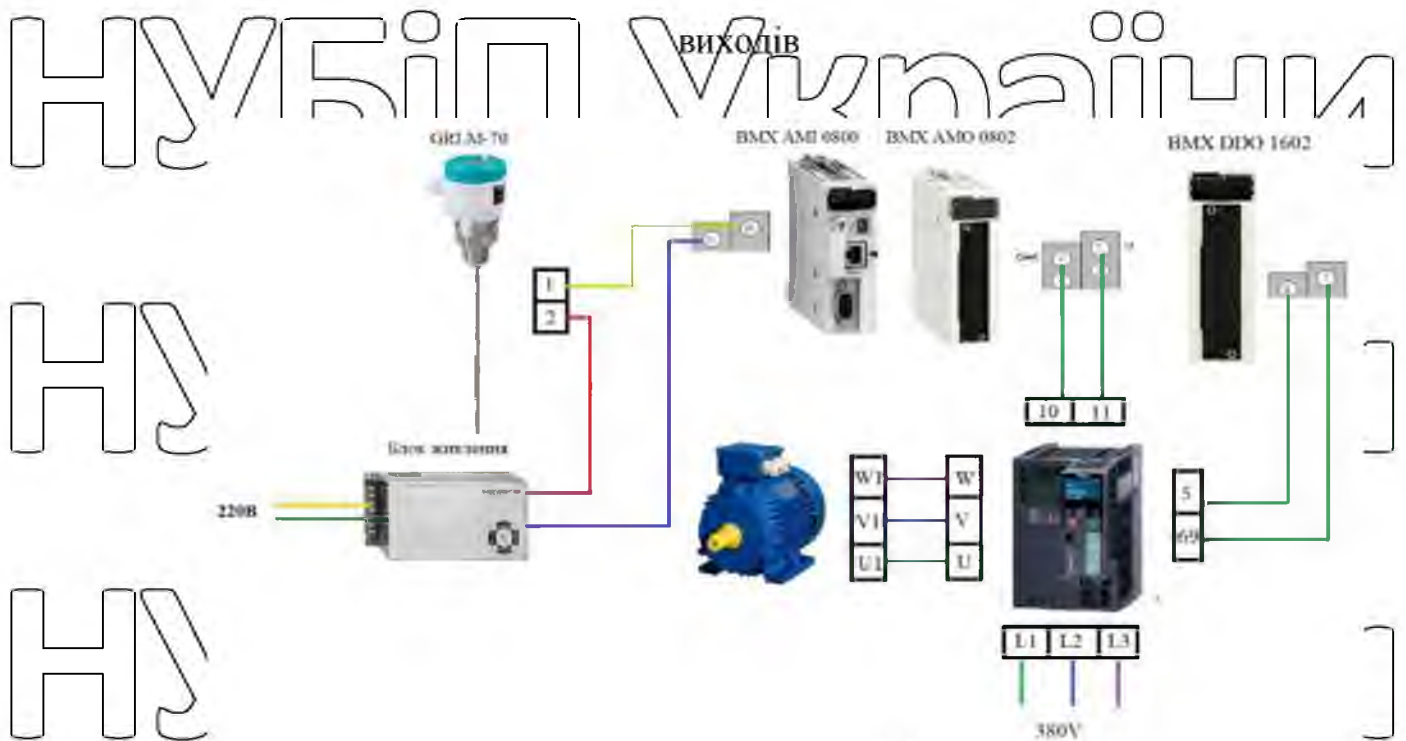 НУБіП України
виходів
GRLM-70
BMX AMI 0800
BMX AMO 0802
BMX DDO 1602
1
2
10
11
Блок живлення
220В
W1
W
V1
V
U1
U
5
69
L1
L2
L3
380V
НУ
НУ